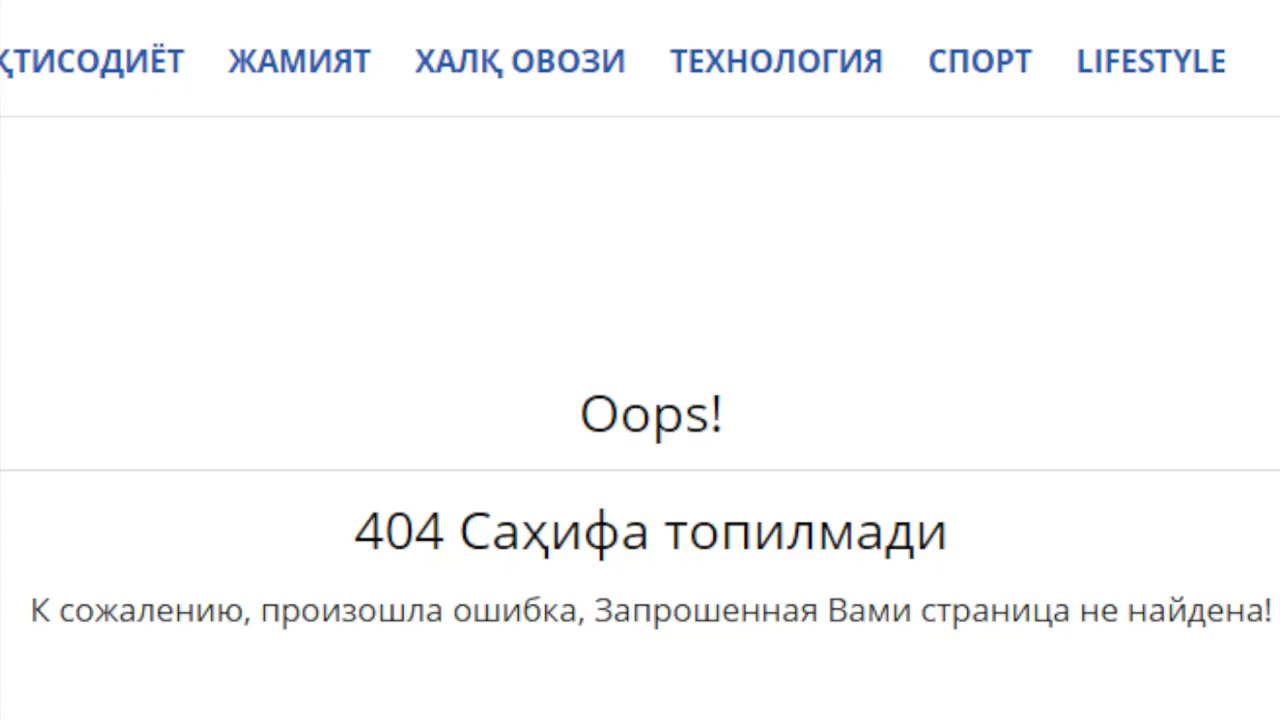 ҚТИСОДИЁТ ЖАМИЯТ ХАЛҚ ОВОЗИ ТЕХНОЛОГИЯ СПОРТ LIFESTYLE
Oops!
404 Саҳифа топилмади
К сожалению, произошла ошибка, Запрошенная Вами страница не найдена!